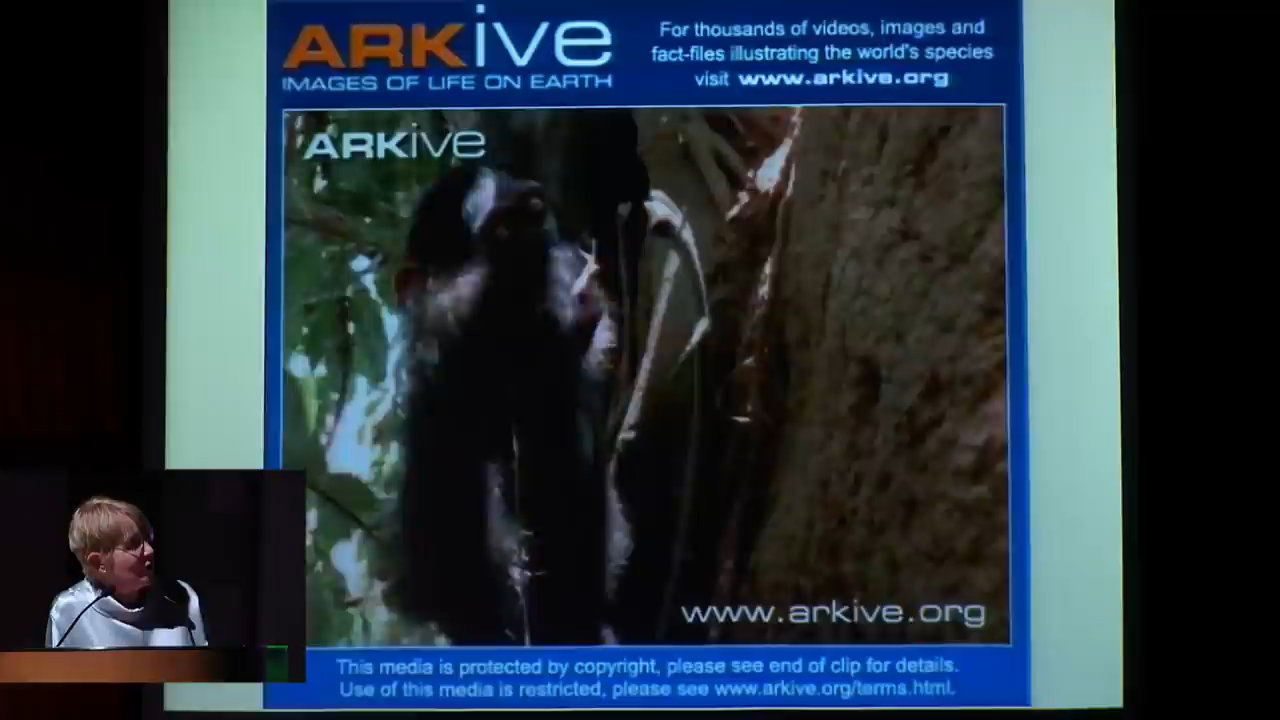 ARKive
IMAGES OF LIFE ON EARTH
For thousands of videos, images and
fact-files illustrating the world's species
visit www.arkive.org
ARKive
www.arkive.org
This media is protected by copyright, please see end of clip for details.
Use of this media is restricted, please see www.arkive.org/terms.html.